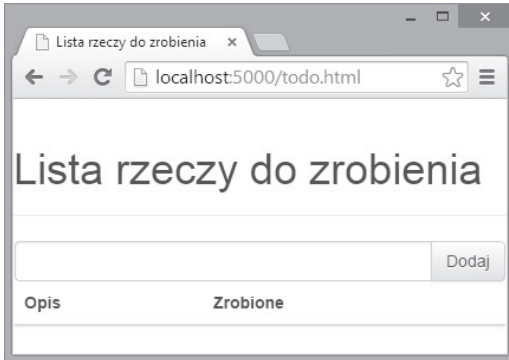 Lista rzeczy do zrobienia
localhost:5000/todo.html
Lista rzeczy do zrobienia
Dodaj
Opis Zrobione